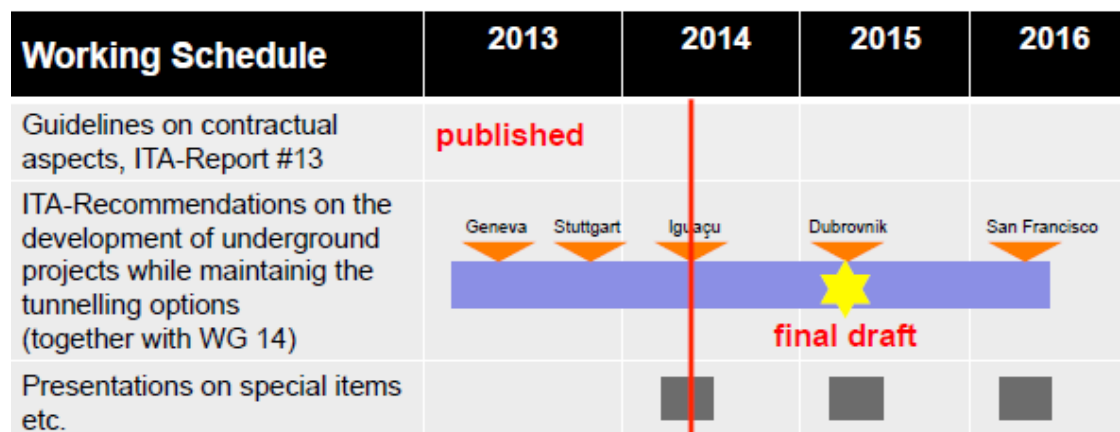 Working Schedule
2013
2014
2015
2016
Guidelines on contractual
aspects, ITA-Report #13
published
ITA-Recommendations on the
development of underground
projects while maintainig the
tunnelling options
(together with WG 14)
Geneva
Stuttgart
Iguaçu
Dubrovnik
San Francisco
final draft
Presentations on special items
etc.